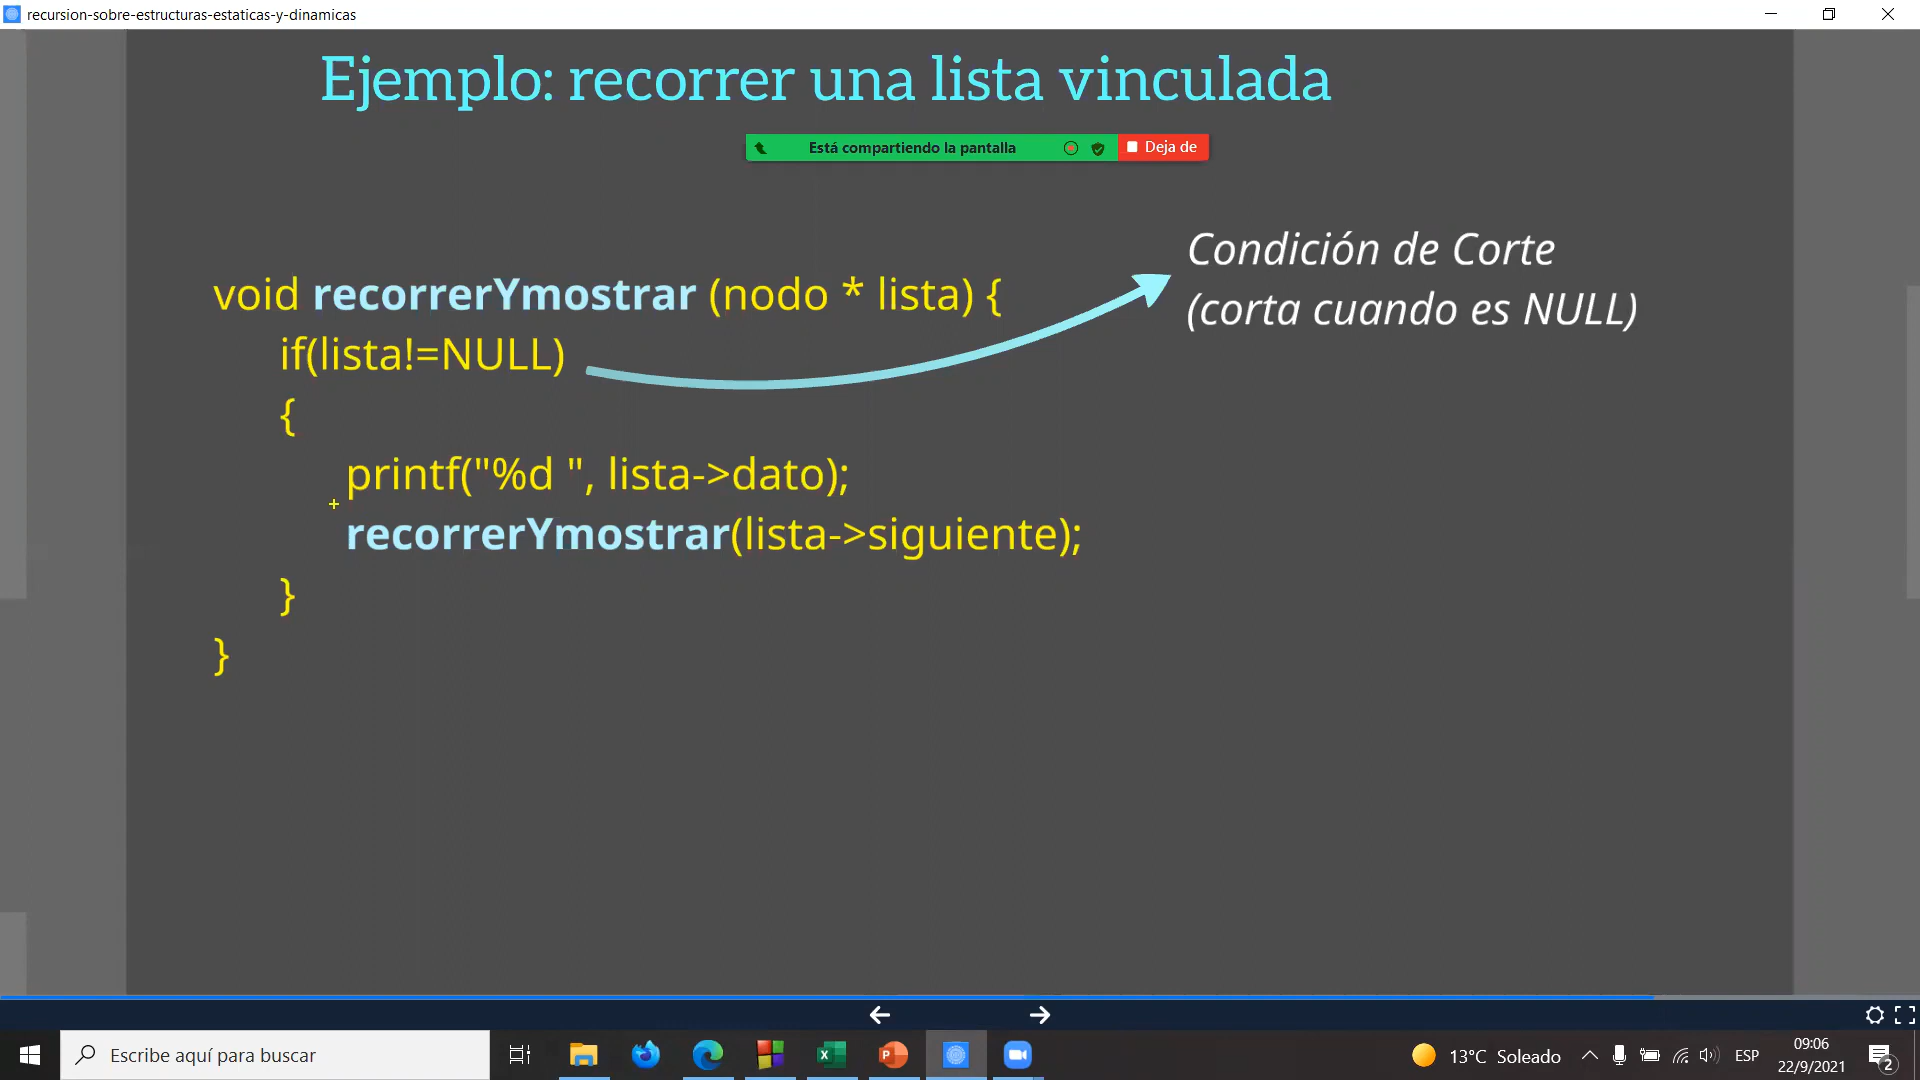 recursion-sobre-estructuras-estaticas-y-dinamicas
Ejemplo: recorrer una lista vinculada
Está compartiendo la pantalla
Deja de
Condición de Corte
(corta cuando es NULL)
void recorrerYmostrar (nodo * lista) {
if(lista!=NULL)
{
printf("%d ", lista->dato);
recorrerYmostrar(lista->siguiente);
}
}
Escribe aquí para buscar
13°C Soleado
ESP
09:06
22/9/2021
2